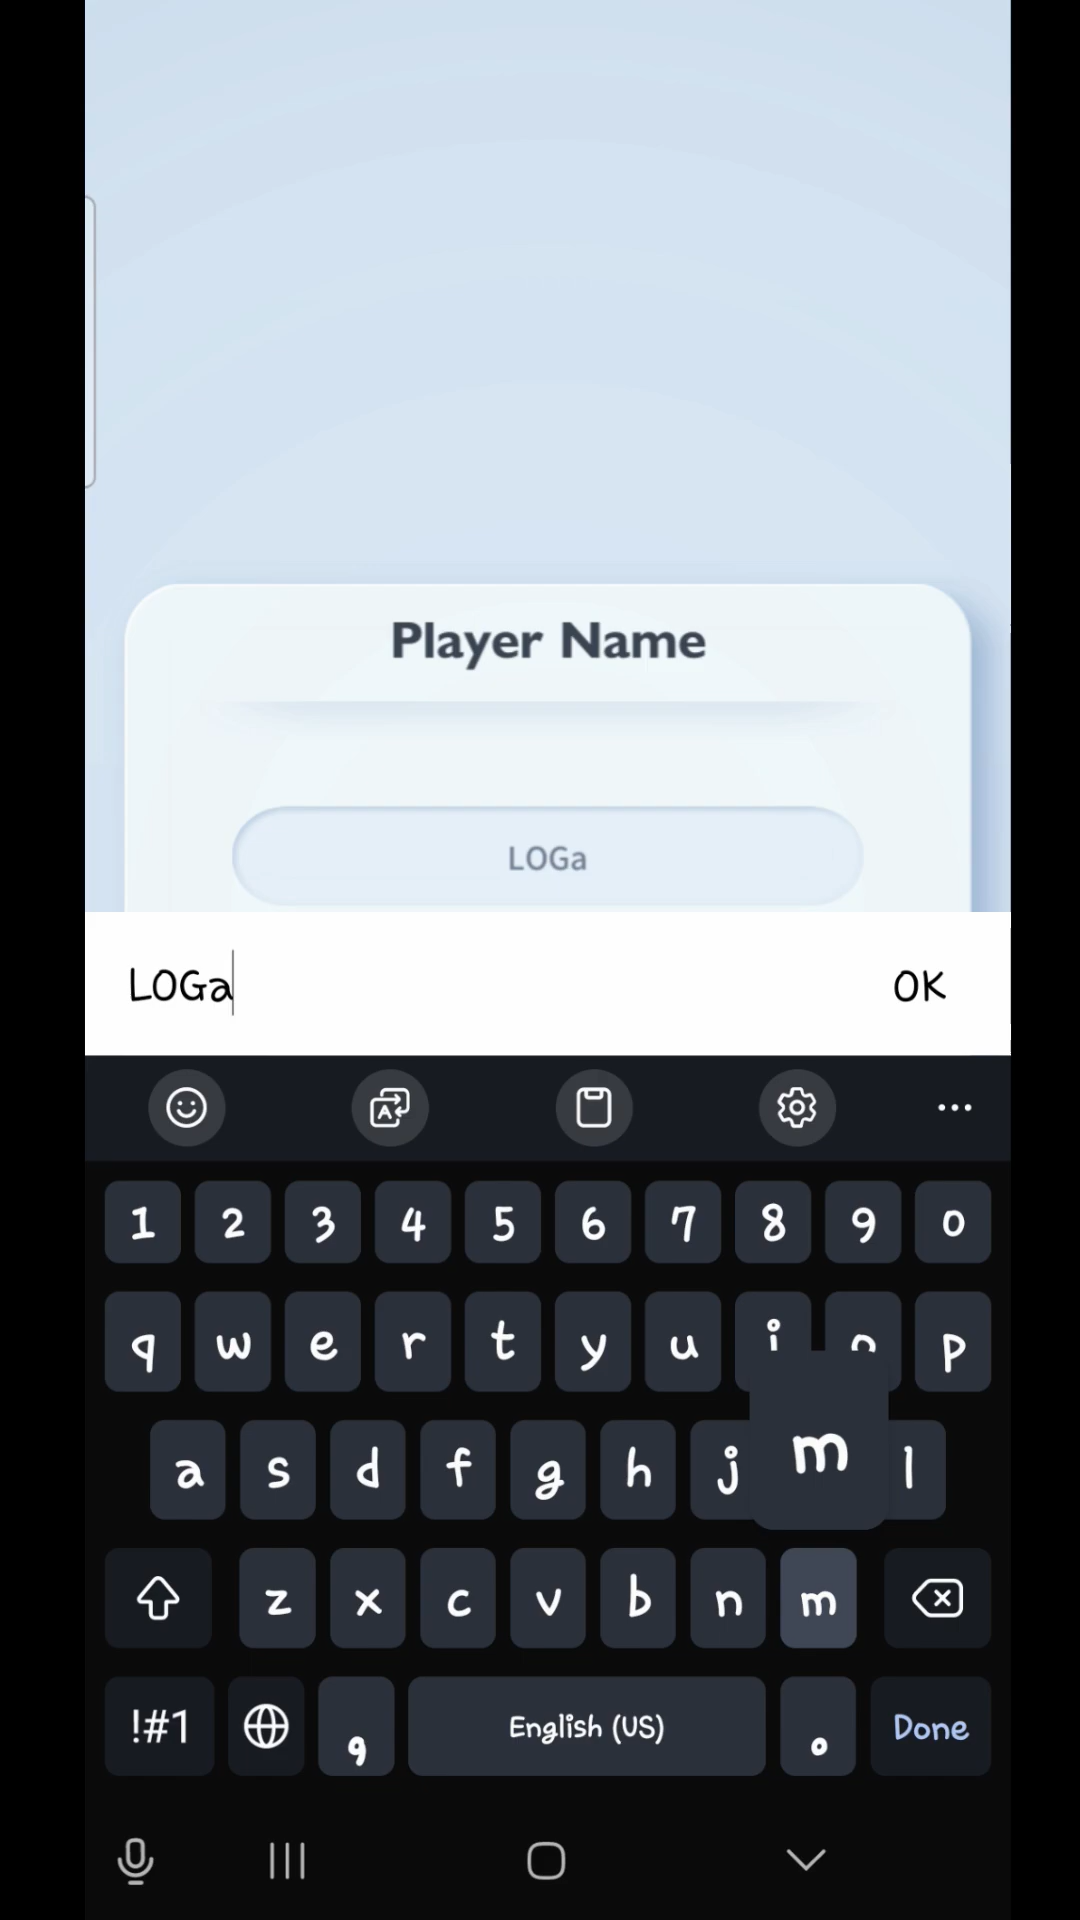 Player Name
LOGa
LOGa
OK
1 2 3 4 5 6 7 8 9 0
q w e r t y u i o p
a s d f g h j m l
z x c v b n m
!#1 , English (US) . Done